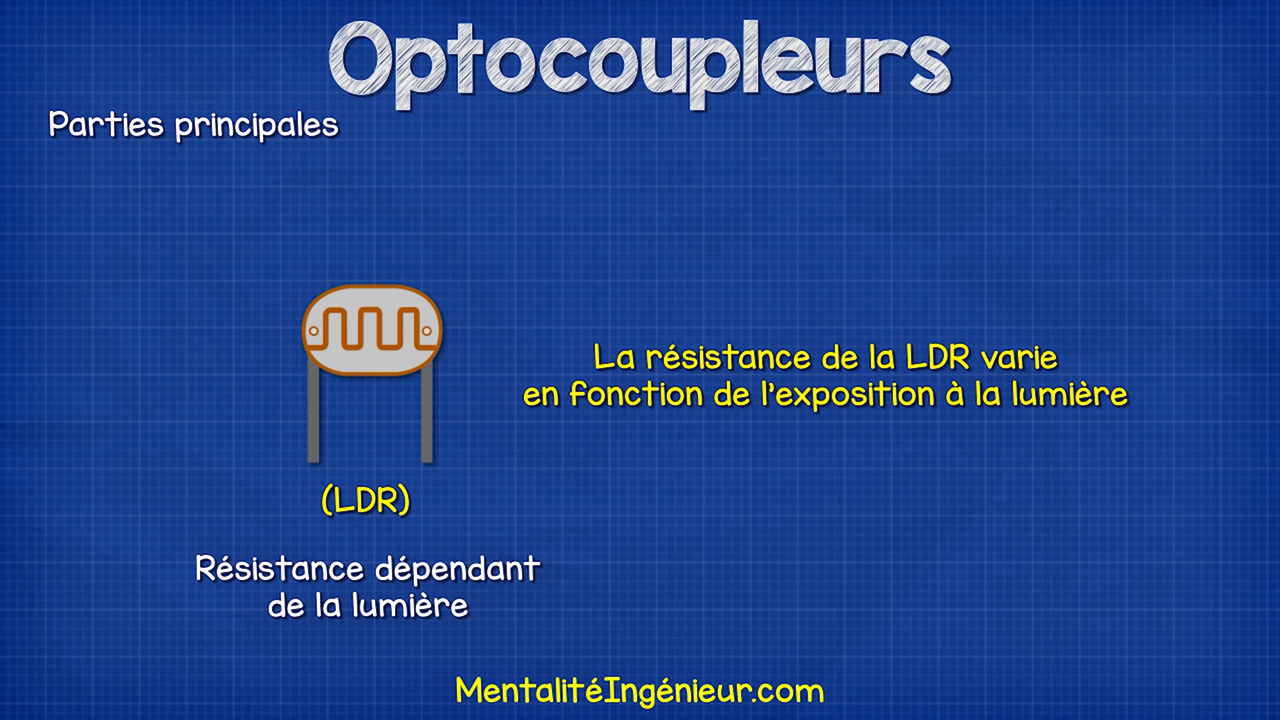 Optocoupleurs
Parties principales
La résistance de la LDR varie
en fonction de l'exposition à la lumière
(LDR)
Résistance dépendant
de la lumière
MentalitéIngénieur.com